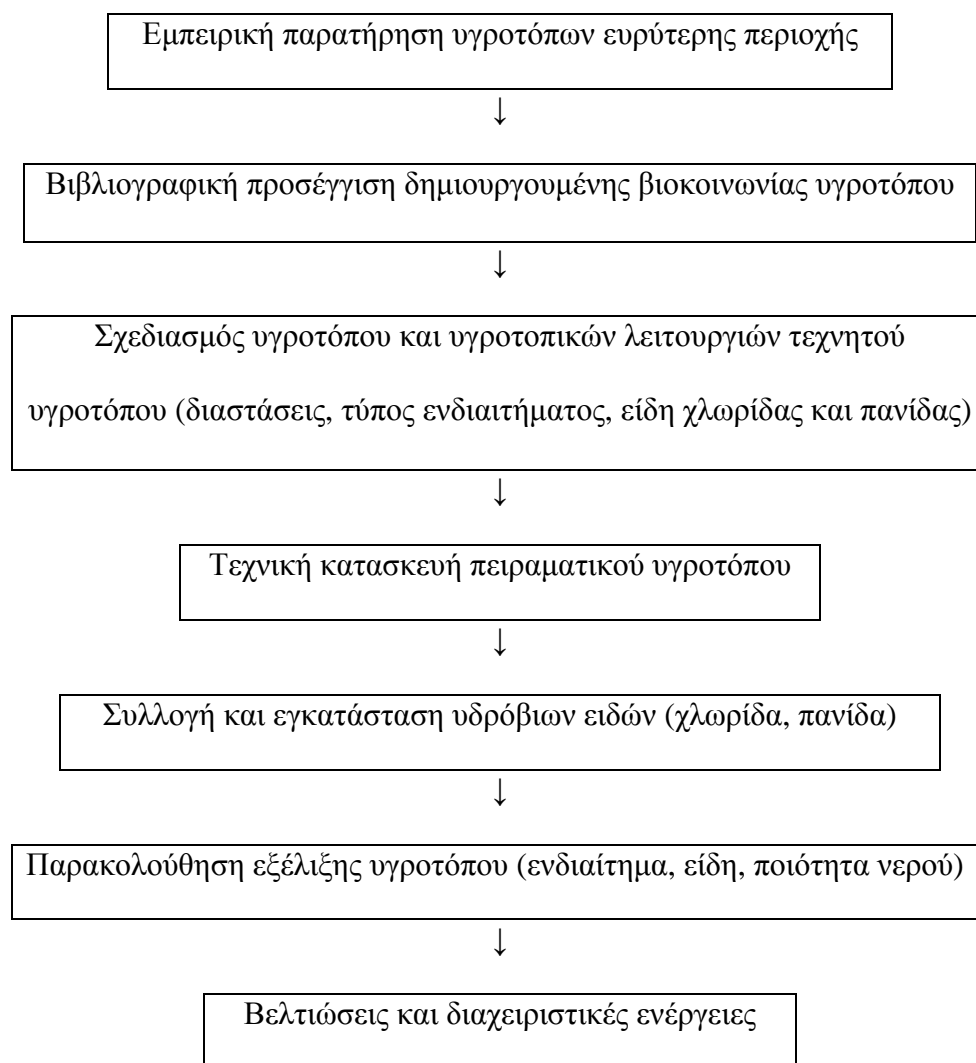 Εμπειρική παρατήρηση υγροτόπων ευρύτερης περιοχής
↓
Βιβλιογραφική προσέγγιση δημιουργουμένης βιοκοινωνίας υγροτόπου
↓
Σχεδιασμός υγροτόπου και υγροτοπικών λειτουργιών τεχνητού
υγροτόπου (διαστάσεις, τύπος ενδιαιτήματος, είδη χλωρίδας και πανίδας)
↓
Τεχνική κατασκευή πειραματικού υγροτόπου
↓
Συλλογή και εγκατάσταση υδρόβιων ειδών (χλωρίδα, πανίδα)
↓
Παρακολούθηση εξέλιξης υγροτόπου (ενδιαίτημα, είδη, ποιότητα νερού)
↓
Βελτιώσεις και διαχειριστικές ενέργειες